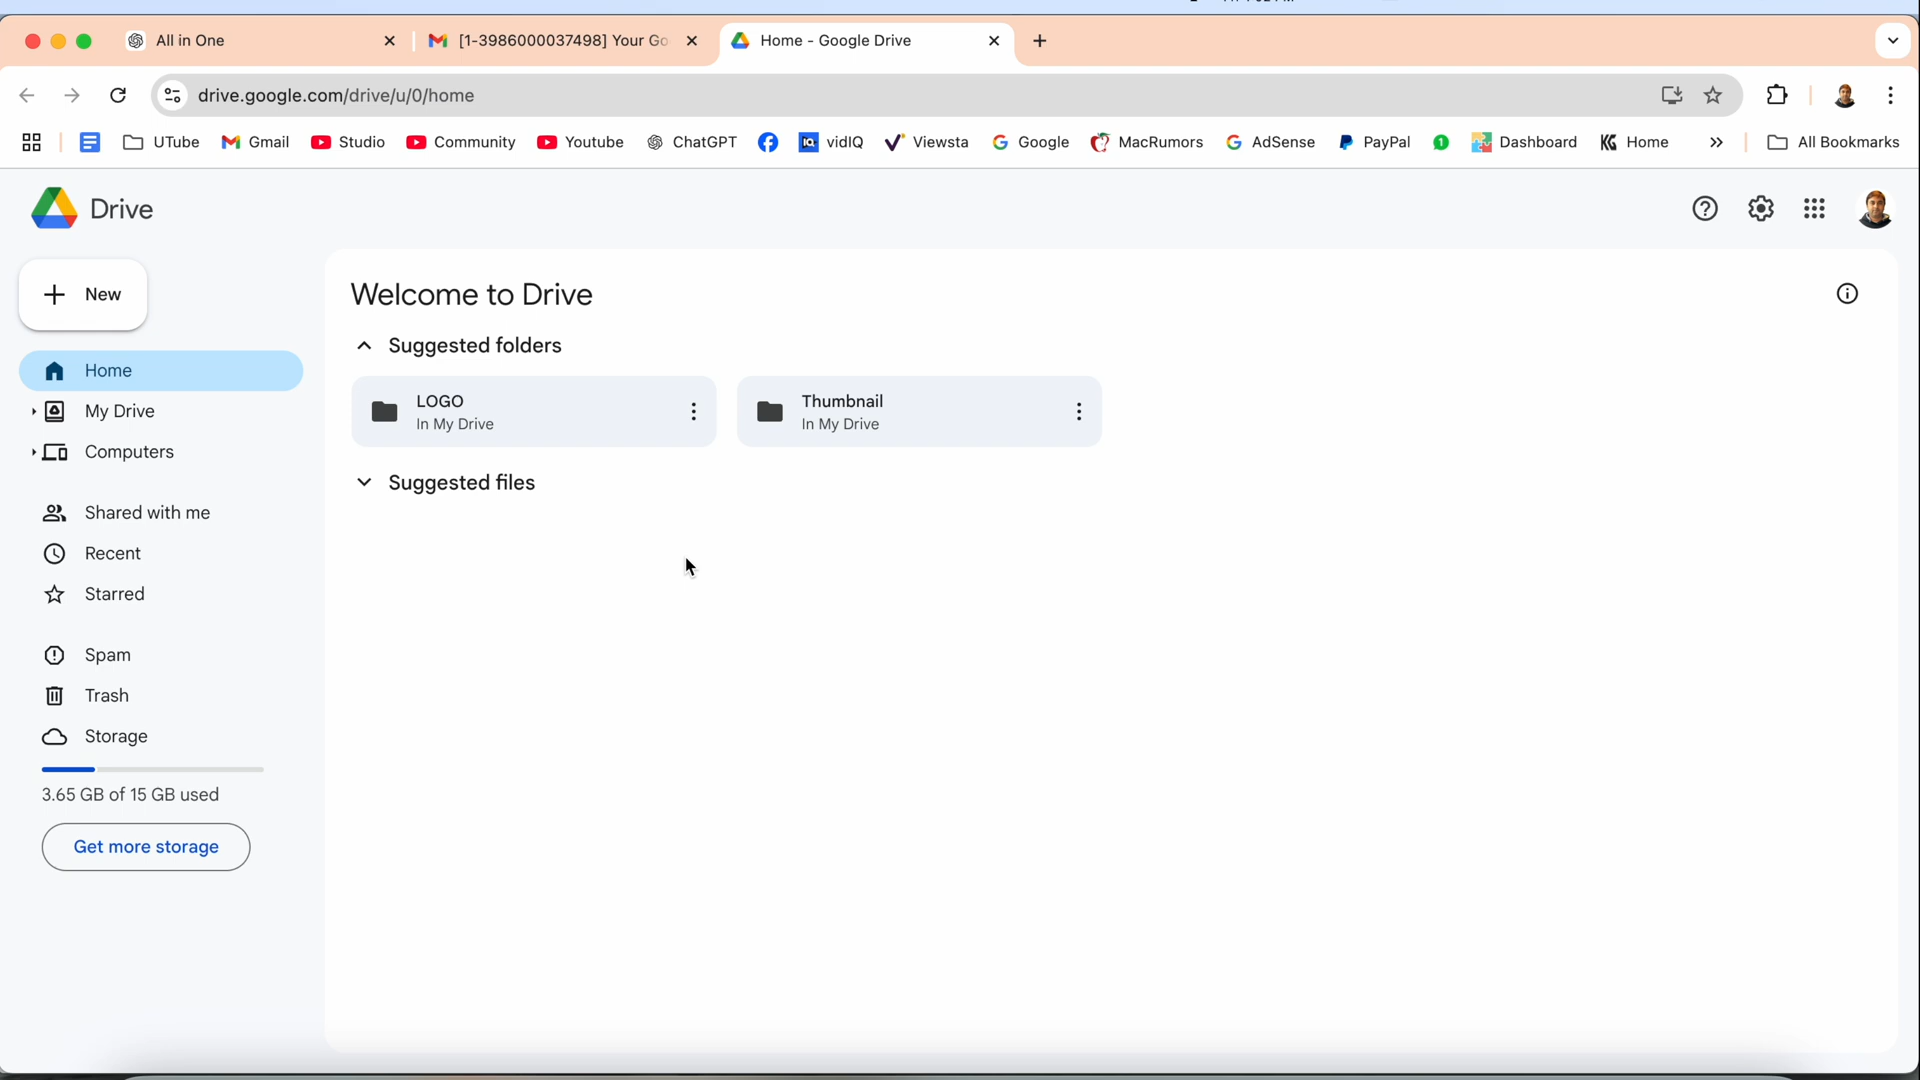 All in One
[1-3986000037498] Your Go
Home - Google Drive
drive.google.com/drive/u/0/home
UTube
Gmail
Studio
Community
Youtube
ChatGPT
vidIQ
Viewsta
Google
MacRumors
AdSense
PayPal
Dashboard
Home
All Bookmarks
Drive
New
Home
My Drive
Computers
Shared with me
Recent
Starred
Spam
Trash
Storage
3.65 GB of 15 GB used
Get more storage
Welcome to Drive
Suggested folders
LOGO
In My Drive
Thumbnail
In My Drive
Suggested files